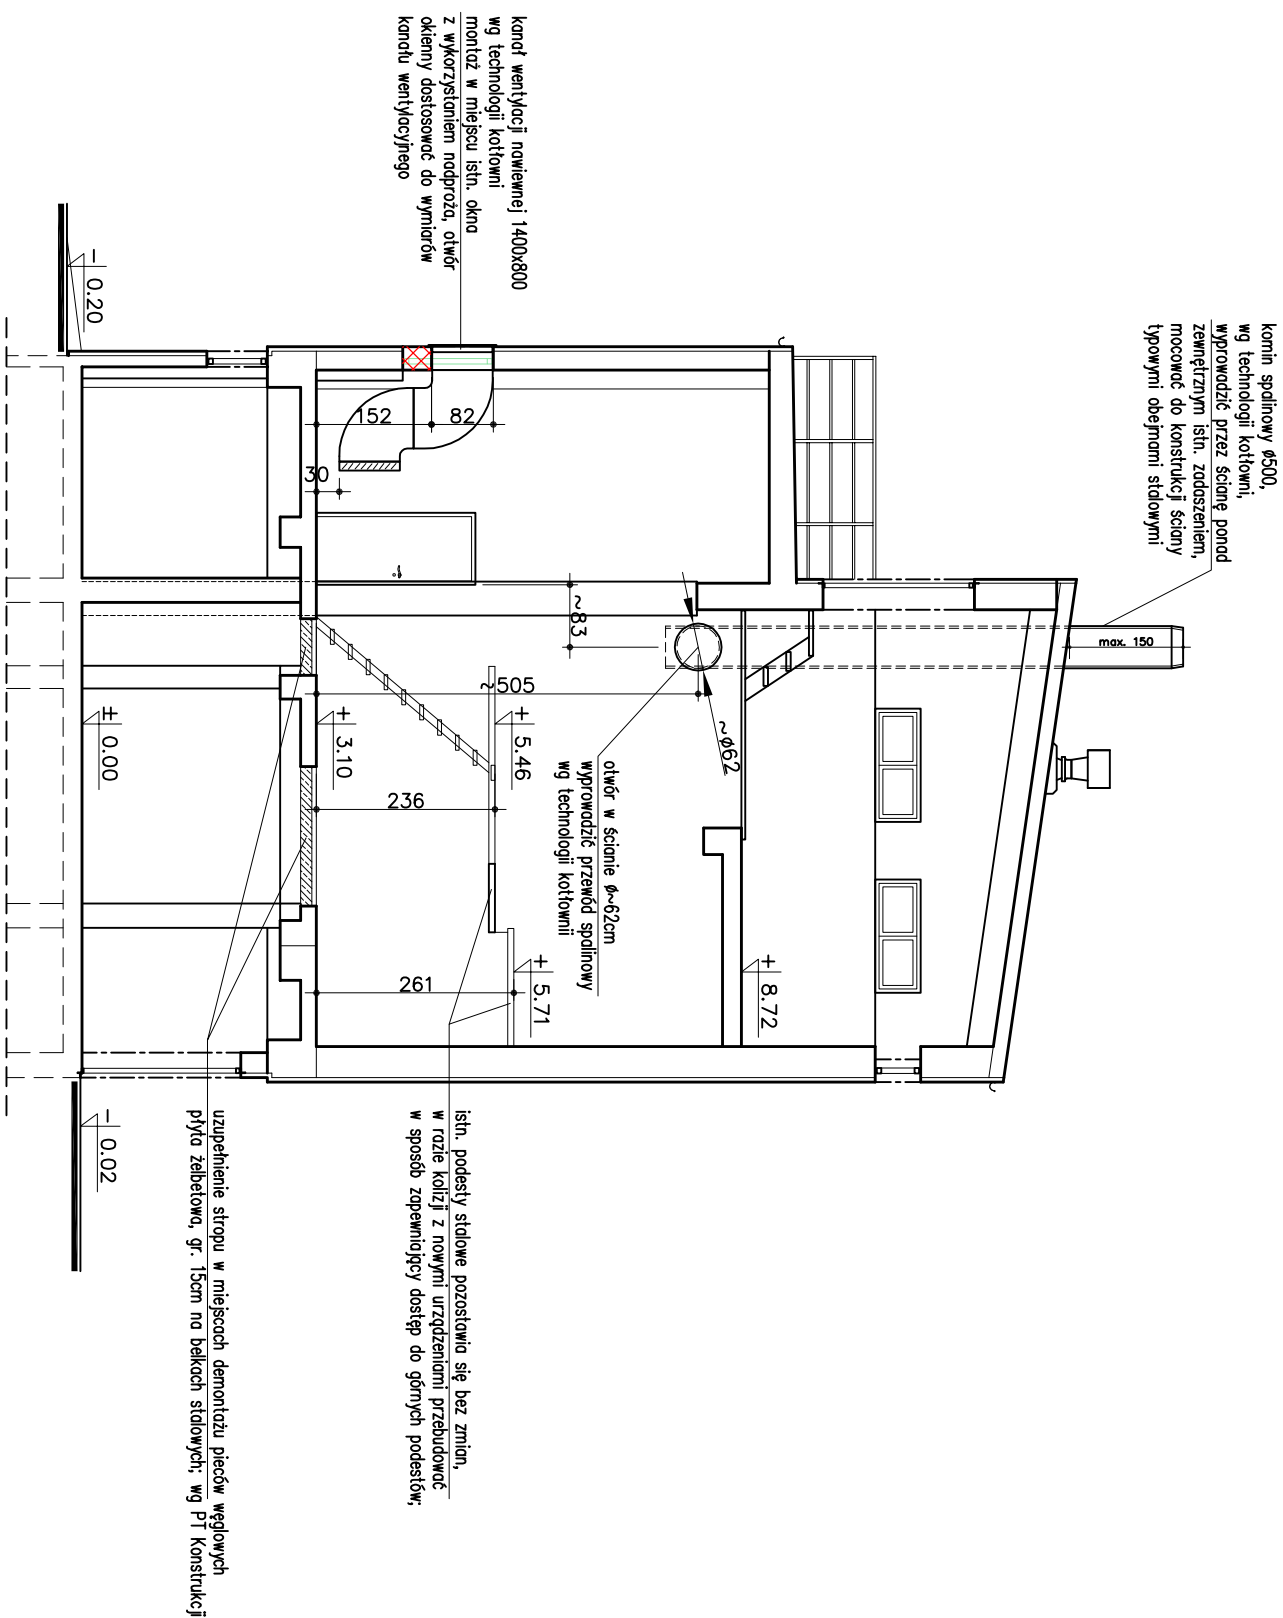 komin spalinowy ø500,
wg technologii kotłowni,
wyprowadzić przez ścianę ponad
zewnętrznym istn. zadaszeniem,
mocować do konstrukcji ściany
typowymi obejmami stalowymi
max. 150
kanał wentylacji nawiewnej 1400x800
wg technologii kotłowni
montaż w miejscu istn. okna
z wykorzystaniem nadproża, otwór
okienny dostosować do wymiarów
kanału wentylacyjnego
152
82
30
~83
~505
~ø62
otwór w ścianie ø~62cm
wyprowadzić przewód spalinowy
wg technologii kotłownii
+ 8.72
+ 5.46
+ 5.71
236
261
+ 3.10
± 0.00
- 0.20
- 0.02
istn. podesty stalowe pozostawia się bez zmian,
w razie kolizji z nowymi urządzeniami przebudować
w sposób zapewniający dostęp do górnych podestów;
uzupełnienie stropu w miejscach demontażu pieców węglowych
płyta żelbetowa, gr. 15cm na belkach stalowych; wg PT Konstrukcji